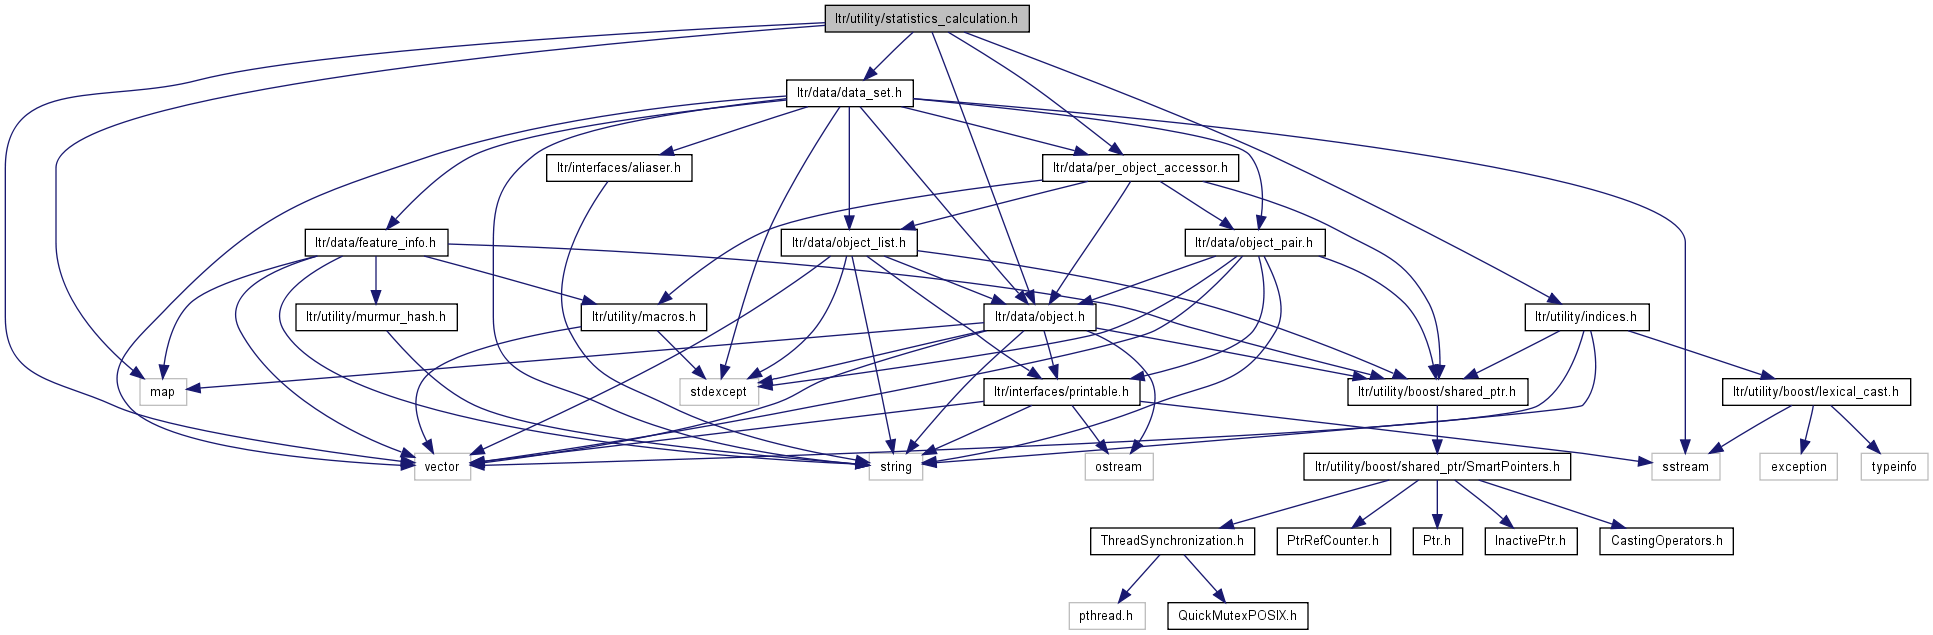 ltr/utility/statistics_calculation.h
ltr/data/data_set.h
ltr/interfaces/aliaser.h
ltr/data/per_object_accessor.h
ltr/data/feature_info.h
ltr/data/object_list.h
ltr/data/object_pair.h
ltr/utility/murmur_hash.h
ltr/utility/macros.h
ltr/data/object.h
ltr/utility/indices.h
map
stdexcept
ltr/interfaces/printable.h
ltr/utility/boost/shared_ptr.h
ltr/utility/boost/lexical_cast.h
vector
string
ostream
ltr/utility/boost/shared_ptr/SmartPointers.h
sstream
exception
typeinfo
ThreadSynchronization.h
PtrRefCounter.h
Ptr.h
InactivePtr.h
CastingOperators.h
pthread.h
QuickMutexPOSIX.h